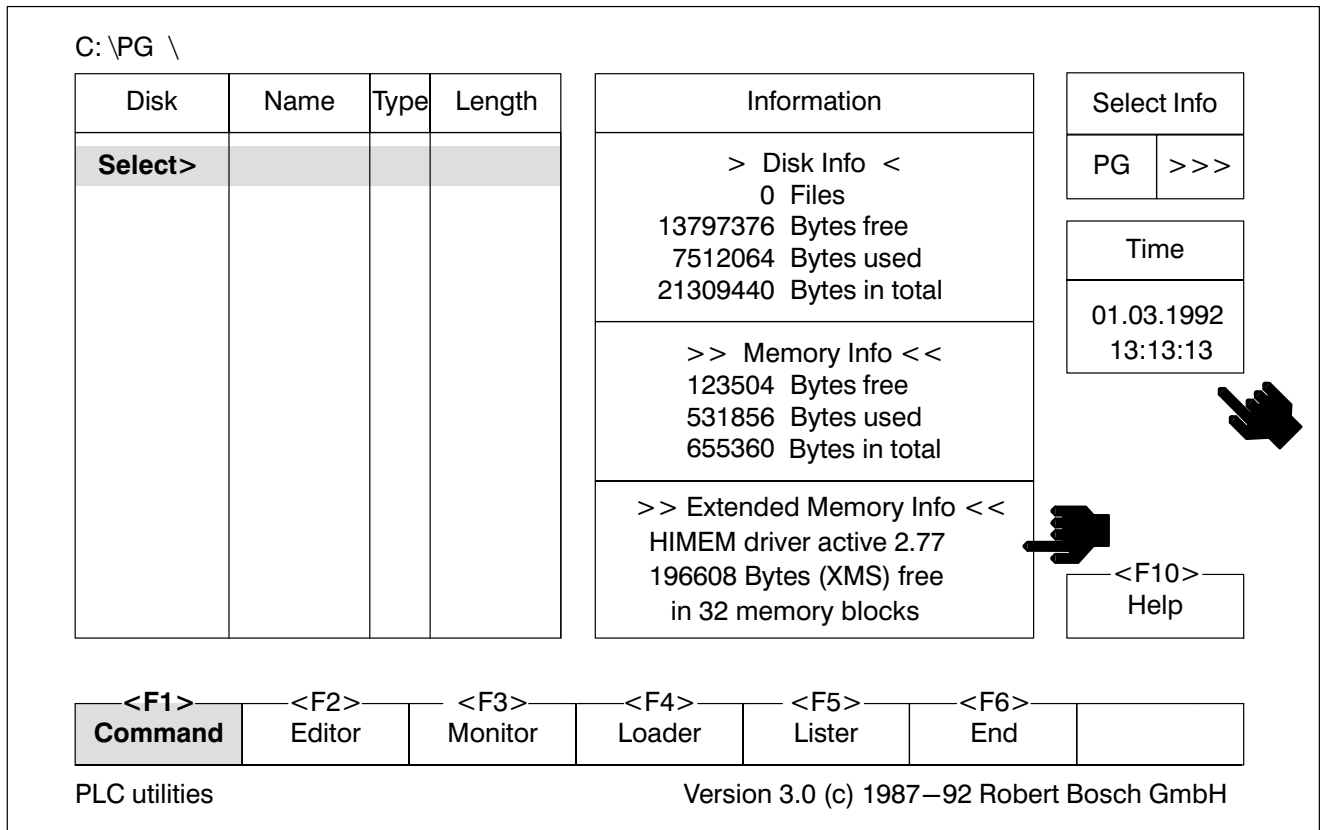 C: \PG \
Disk Name Type Length
Select>
Information
> Disk Info <
0 Files
13797376 Bytes free
7512064 Bytes used
21309440 Bytes in total
>> Memory Info <<
123504 Bytes free
531856 Bytes used
655360 Bytes in total
>> Extended Memory Info <<
HIMEM driver active 2.77
196608 Bytes (XMS) free
in 32 memory blocks
Select Info
PG >>>
Time
01.03.1992
13:13:13
<F10>
Help
<F1> <F2> <F3> <F4> <F5> <F6>
Command Editor Monitor Loader Lister End
PLC utilities Version 3.0 (c) 1987–92 Robert Bosch GmbH